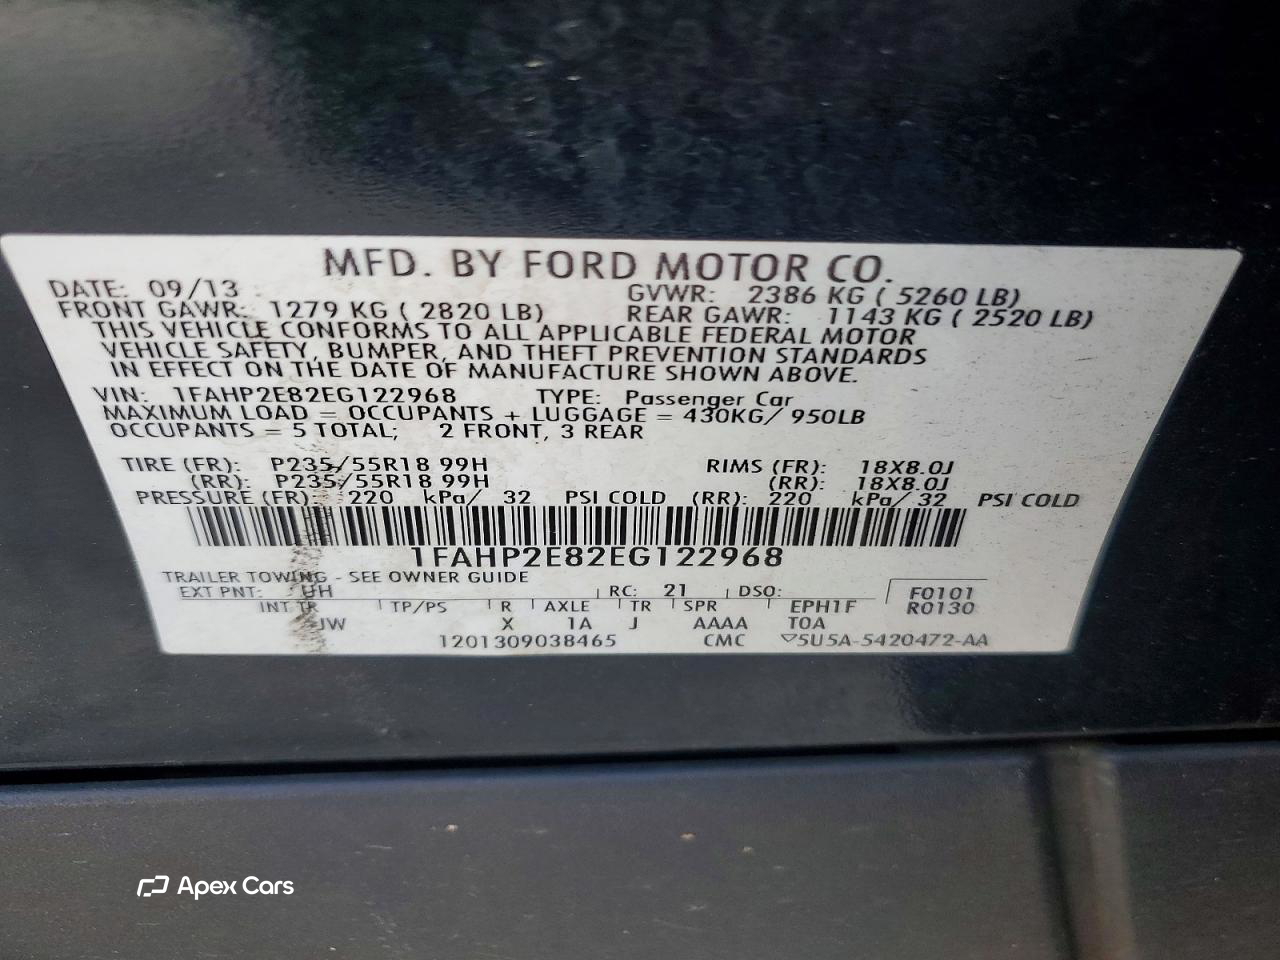 MFD. BY FORD MOTOR CO.
DATE: 09/13 GVWR: 2386 KG ( 5260 LB)
FRONT GAWR: 1279 KG ( 2820 LB) REAR GAWR: 1143 KG ( 2520 LB)
THIS VEHICLE CONFORMS TO ALL APPLICABLE FEDERAL MOTOR
VEHICLE SAFETY, BUMPER, AND THEFT PREVENTION STANDARDS
IN EFFECT ON THE DATE OF MANUFACTURE SHOWN ABOVE.
VIN: 1FAHP2E82EG122968 TYPE: Passenger Car
MAXIMUM LOAD = OCCUPANTS + LUGGAGE = 430KG/ 950LB
OCCUPANTS = 5 TOTAL; 2 FRONT, 3 REAR
TIRE (FR): P235/55R18 99H RIMS (FR): 18X8.0J
(RR): P235/55R18 99H (RR): 18X8.0J
PRESSURE (FR): 220 kPa/ 32 PSI COLD (RR): 220 kPa/ 32 PSI COLD
1FAHP2E82EG122968
TRAILER TOWING - SEE OWNER GUIDE
EXT PNT: UH RC: 21 DSO: F0101
INT TR TP/PS R AXLE TR SPR EPH1F R0130
JW X 1A J AAAA T0A
1201309038465 CMC ▽5U5A-5420472-AA
Apex Cars